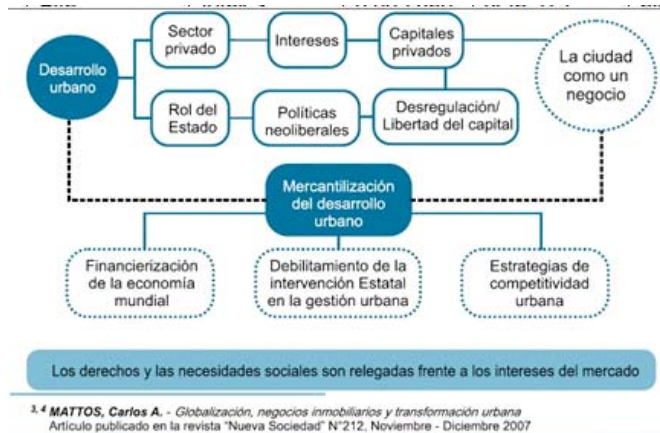 Sector
privado
Intereses
Capitales
privados
La ciudad
como un
negocio
Desarrollo
urbano
Rol del
Estado
Políticas
neoliberales
Desregulación/
Libertad del capital
Mercantilización
del desarrollo
urbano
Financierización
de la economía
mundial
Debilitamiento de la
intervención Estatal
en la gestión urbana
Estrategias de
competitividad
urbana
Los derechos y las necesidades sociales son relegadas frente a los intereses del mercado
3, 4 MATTOS, Carlos A. - Globalización, negocios inmobiliarios y transformación urbana
Artículo publicado en la revista "Nueva Sociedad" N°212, Noviembre - Diciembre 2007